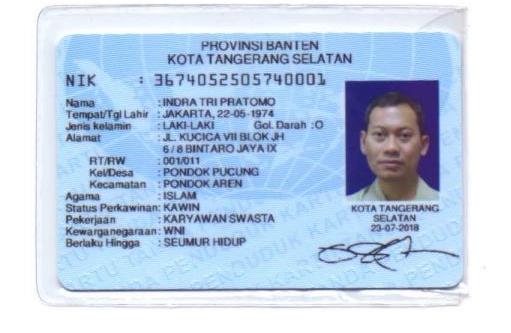 PROVINSI BANTEN
KOTA TANGERANG SELATAN
NIK : 3674052505740001
Nama : INDRA TRI PRATOMO
Tempat/Tgl Lahir : JAKARTA, 22-05-1974
Jenis kelamin : LAKI-LAKI Gol. Darah : O
Alamat : JL. KUCICA VII BLOK JH
6/8 BINTARO JAYA IX
RT/RW : 001/011
Kel/Desa : PONDOK PUCUNG
Kecamatan : PONDOK AREN
Agama : ISLAM
Status Perkawinan: KAWIN
Pekerjaan : KARYAWAN SWASTA
Kewarganegaraan: WNI
Berlaku Hingga : SEUMUR HIDUP
KOTA TANGERANG
SELATAN
23-07-2018